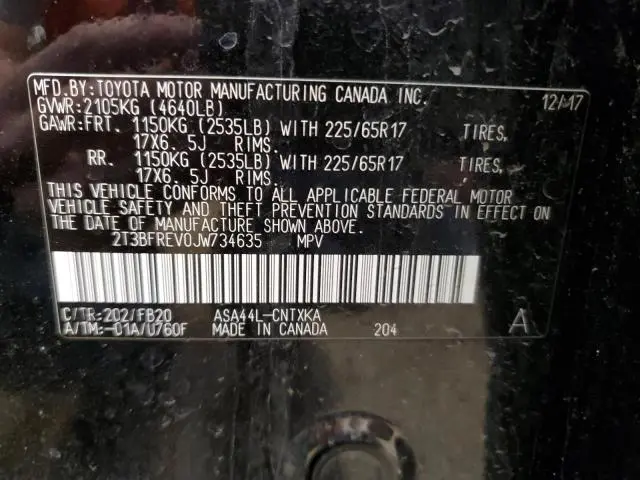 MFD.BY:TOYOTA MOTOR MANUFACTURING CANADA INC. 12/17
GVWR:2105KG (4640LB)
GAWR:FRT. 1150KG (2535LB) WITH 225/65R17 TIRES,
17X6.5J RIMS.
RR. 1150KG (2535LB) WITH 225/65R17 TIRES,
17X6.5J RIMS.
THIS VEHICLE CONFORMS TO ALL APPLICABLE FEDERAL MOTOR
VEHICLE SAFETY AND THEFT PREVENTION STANDARDS IN EFFECT ON
THE DATE OF MANUFACTURE SHOWN ABOVE.
2T3BFREV0JW734635 MPV
C/TR:202/FB20 ASA44L-CNTXKA A
A/TM:-01A/U760F MADE IN CANADA 204